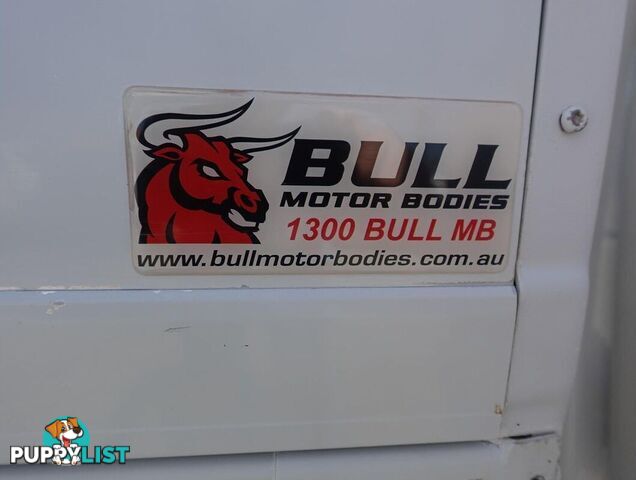 BULL
MOTOR BODIES
1300 BULL MB
www.bullmotorbodies.com.au
PUPPYLIST